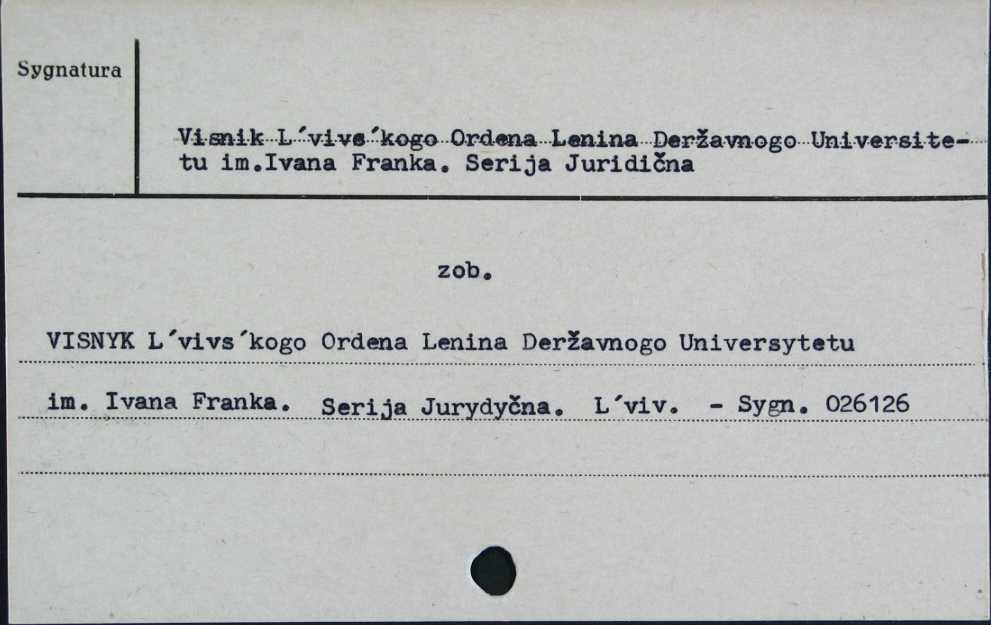 Sygnatura
Visnik L´vivs´kogo Ordena Lenina Deržavnogo Universite-
tu im.Ivana Franka. Serija Juridična
zob.
VISNYK L´vivs´kogo Ordena Lenina Deržavnogo Universytetu
im. Ivana Franka. Serija Jurydyčna. L´viv. - Sygn. 026126